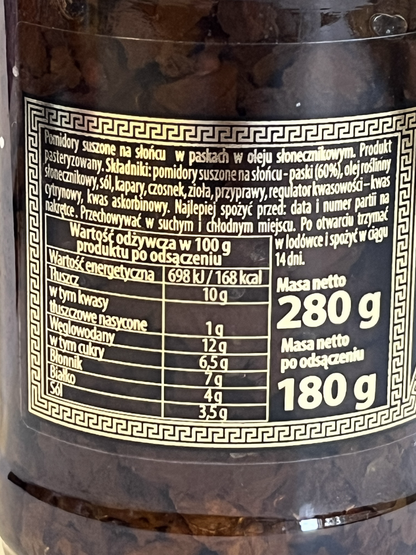 Pomidory suszone na słońcu w paskach w oleju słonecznikowym. Produkt
pasteryzowany. Składniki: pomidory suszone na słońcu - paski (60%), olej roślinny
słonecznikowy, sól, kapary, czosnek, zioła, przyprawy, regulator kwasowości - kwas
cytrynowy, kwas askorbinowy. Najlepiej spożyć przed: data i numer partii na
nakrętce. Przechowywać w suchym i chłodnym miejscu. Po otwarciu trzymać
w lodówce i spożyć w ciągu
14 dni.
Wartość odżywcza w 100 g
produktu po odsączeniu
Wartość energetyczna 698 kJ / 168 kcal
Tłuszcz 10 g
w tym kwasy
tłuszczowe nasycone 1 g
Węglowodany 12 g
w tym cukry 6,5 g
Błonnik 7 g
Białko 4 g
Sól 3,5 g
Masa netto
280 g
Masa netto
po odsączeniu
180 g